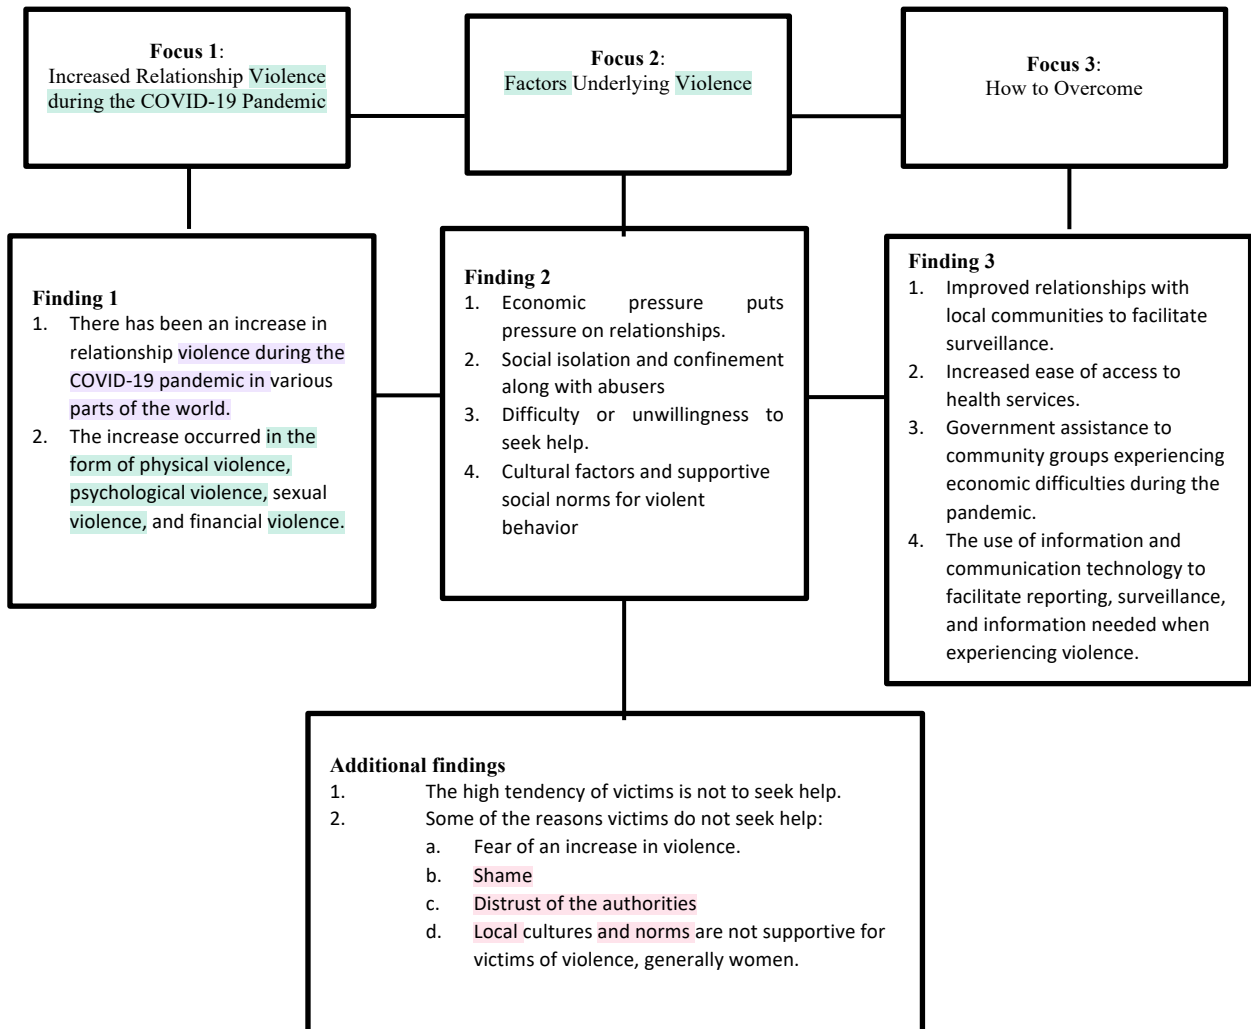 Focus 1:
Increased Relationship Violence
during the COVID-19 Pandemic
Focus 2:
Factors Underlying Violence
Focus 3:
How to Overcome
Finding 1
1. There has been an increase in
relationship violence during the
COVID-19 pandemic in various
parts of the world.
2. The increase occurred in the
form of physical violence,
psychological violence, sexual
violence, and financial violence.
Finding 2
1. Economic pressure puts
pressure on relationships.
2. Social isolation and confinement
along with abusers
3. Difficulty or unwillingness to
seek help.
4. Cultural factors and supportive
social norms for violent
behavior
Finding 3
1. Improved relationships with
local communities to facilitate
surveillance.
2. Increased ease of access to
health services.
3. Government assistance to
community groups experiencing
economic difficulties during the
pandemic.
4. The use of information and
communication technology to
facilitate reporting, surveillance,
and information needed when
experiencing violence.
Additional findings
1. The high tendency of victims is not to seek help.
2. Some of the reasons victims do not seek help:
a. Fear of an increase in violence.
b. Shame
c. Distrust of the authorities
d. Local cultures and norms are not supportive for
victims of violence, generally women.